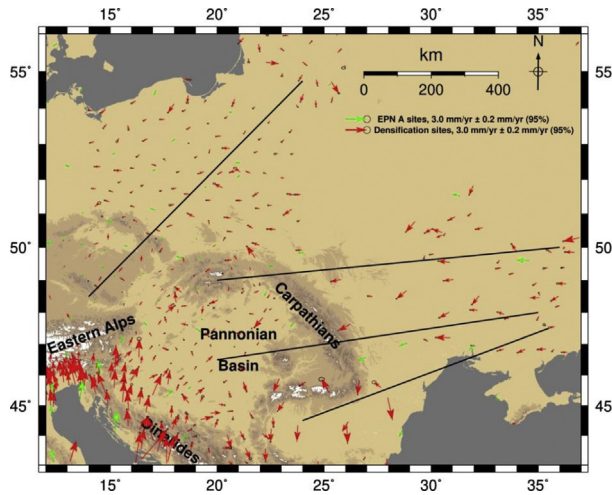 15˚ 20˚ 25˚ 30˚ 35˚
55˚ 55˚
50˚ 50˚
45˚ 45˚
15˚ 20˚ 25˚ 30˚ 35˚
km
0 200 400
N
EPN A sites, 3.0 mm/yr ± 0.2 mm/yr (95%)
Densification sites, 3.0 mm/yr ± 0.2 mm/yr (95%)
Carpathians
Eastern Alps
Pannonian
Basin
Dinarides